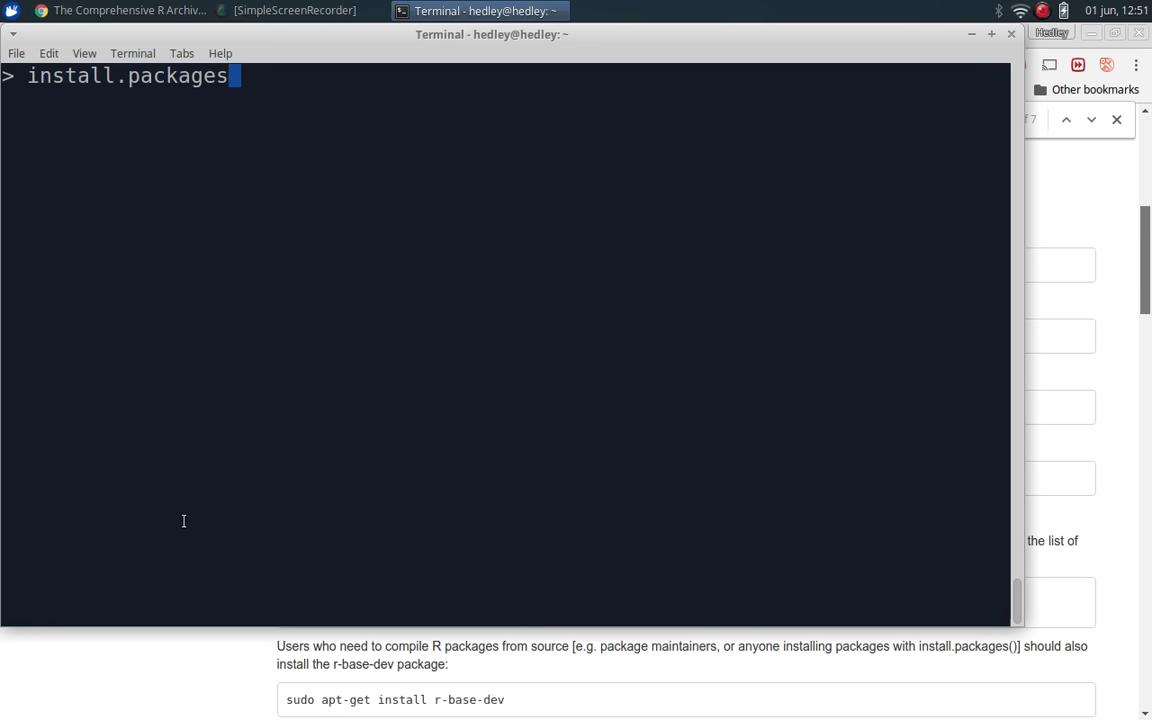 The Comprehensive R Archiv...
[SimpleScreenRecorder]
Terminal - hedley@hedley: ~
01 jun, 12:51
Terminal - hedley@hedley: ~
Hedley
File Edit View Terminal Tabs Help
> install.packages
Other bookmarks
f 7
the list of
Users who need to compile R packages from source [e.g. package maintainers, or anyone installing packages with install.packages()] should also
install the r-base-dev package:
sudo apt-get install r-base-dev